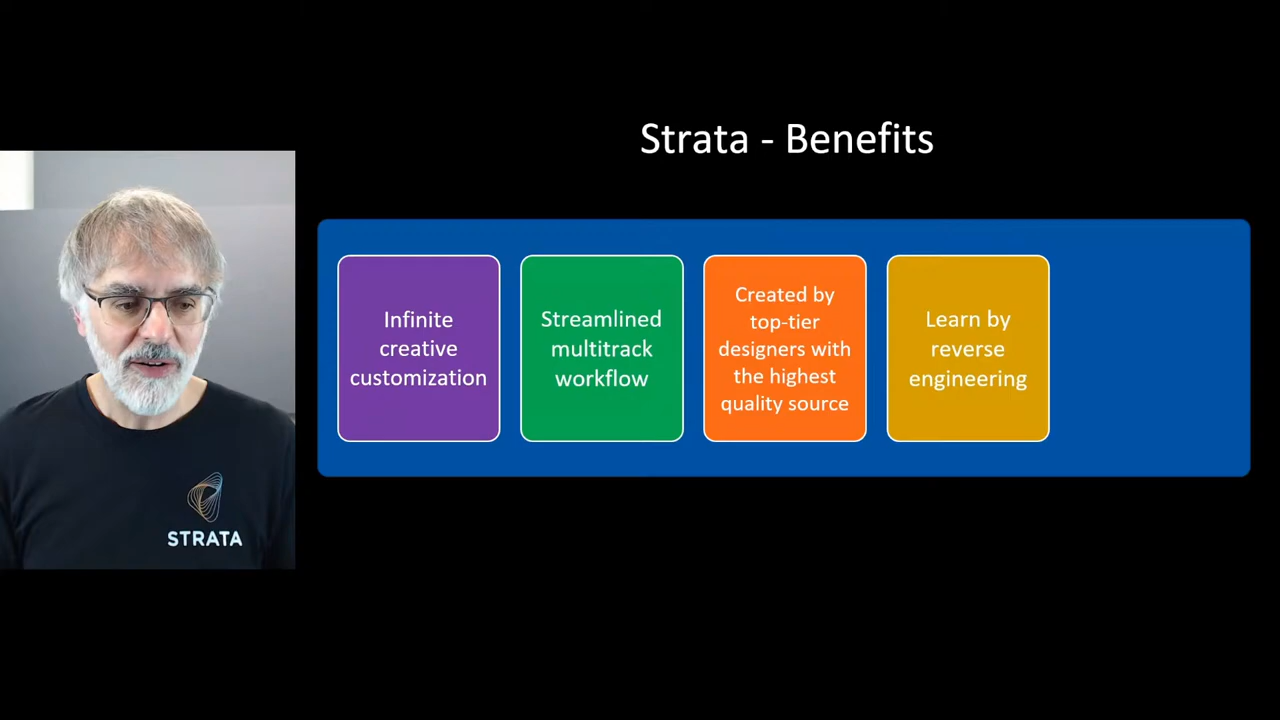 Strata - Benefits
Infinite
creative
customization
Streamlined
multitrack
workflow
Created by
top-tier
designers with
the highest
quality source
Learn by
reverse
engineering
STRATA